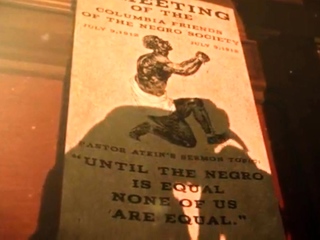 MEETING
OF THE
COLUMBIA FRIENDS
OF THE NEGRO SOCIETY
PASTOR ATKIN'S SERMON TOPIC:
"UNTIL THE NEGRO
IS EQUAL
NONE OF US
ARE EQUAL."